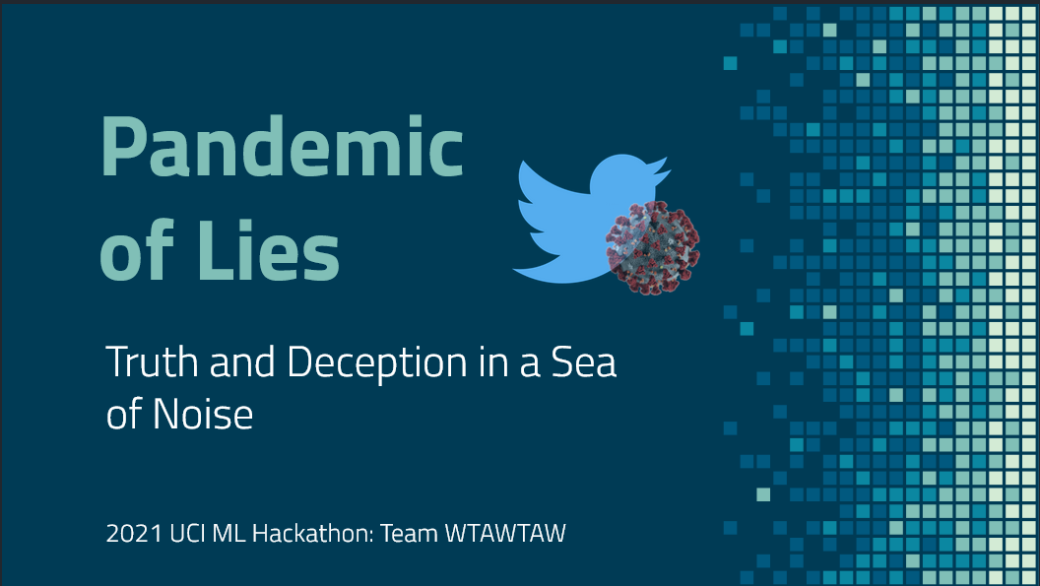 Pandemic
of Lies
Truth and Deception in a Sea
of Noise
2021 UCI ML Hackathon: Team WTAWTAW